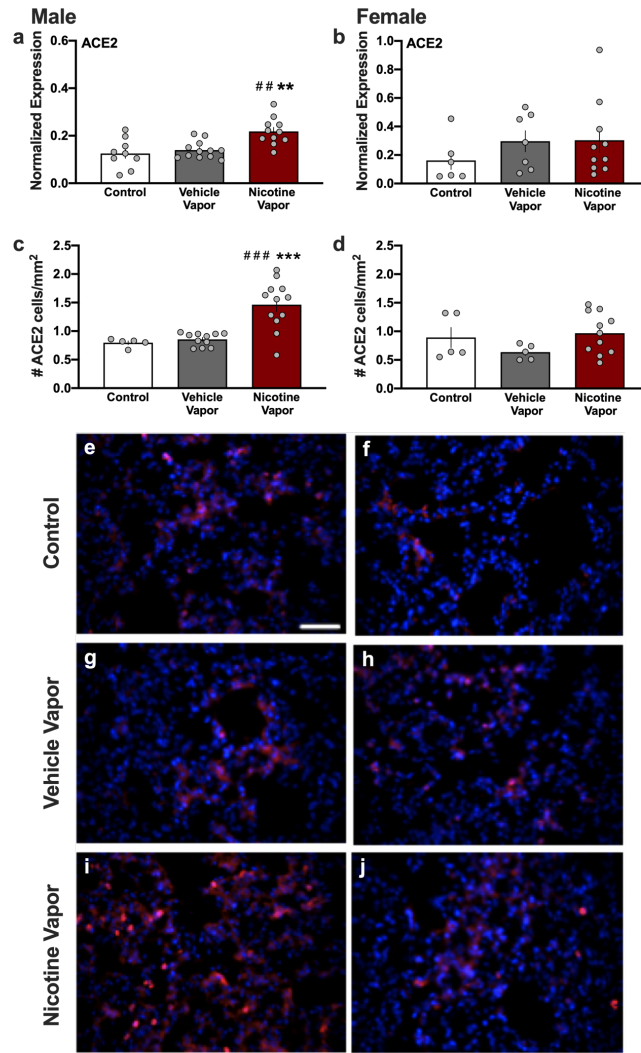 Male
Female
a
b
ACE2
ACE2
Normalized Expression
0.6
0.4
0.2
0.0
## **
Control
Vehicle
Vapor
Nicotine
Vapor
Normalized Expression
1.0
0.8
0.6
0.4
0.2
0.0
Control
Vehicle
Vapor
Nicotine
Vapor
c
d
# ACE2 cells/mm²
2.5
2.0
1.5
1.0
0.5
0.0
### ***
Control
Vehicle
Vapor
Nicotine
Vapor
2.5
2.0
1.5
1.0
0.5
0.0
Control
Vehicle
Vapor
Nicotine
Vapor
Control
e
f
Vehicle Vapor
g
h
Nicotine Vapor
i
j